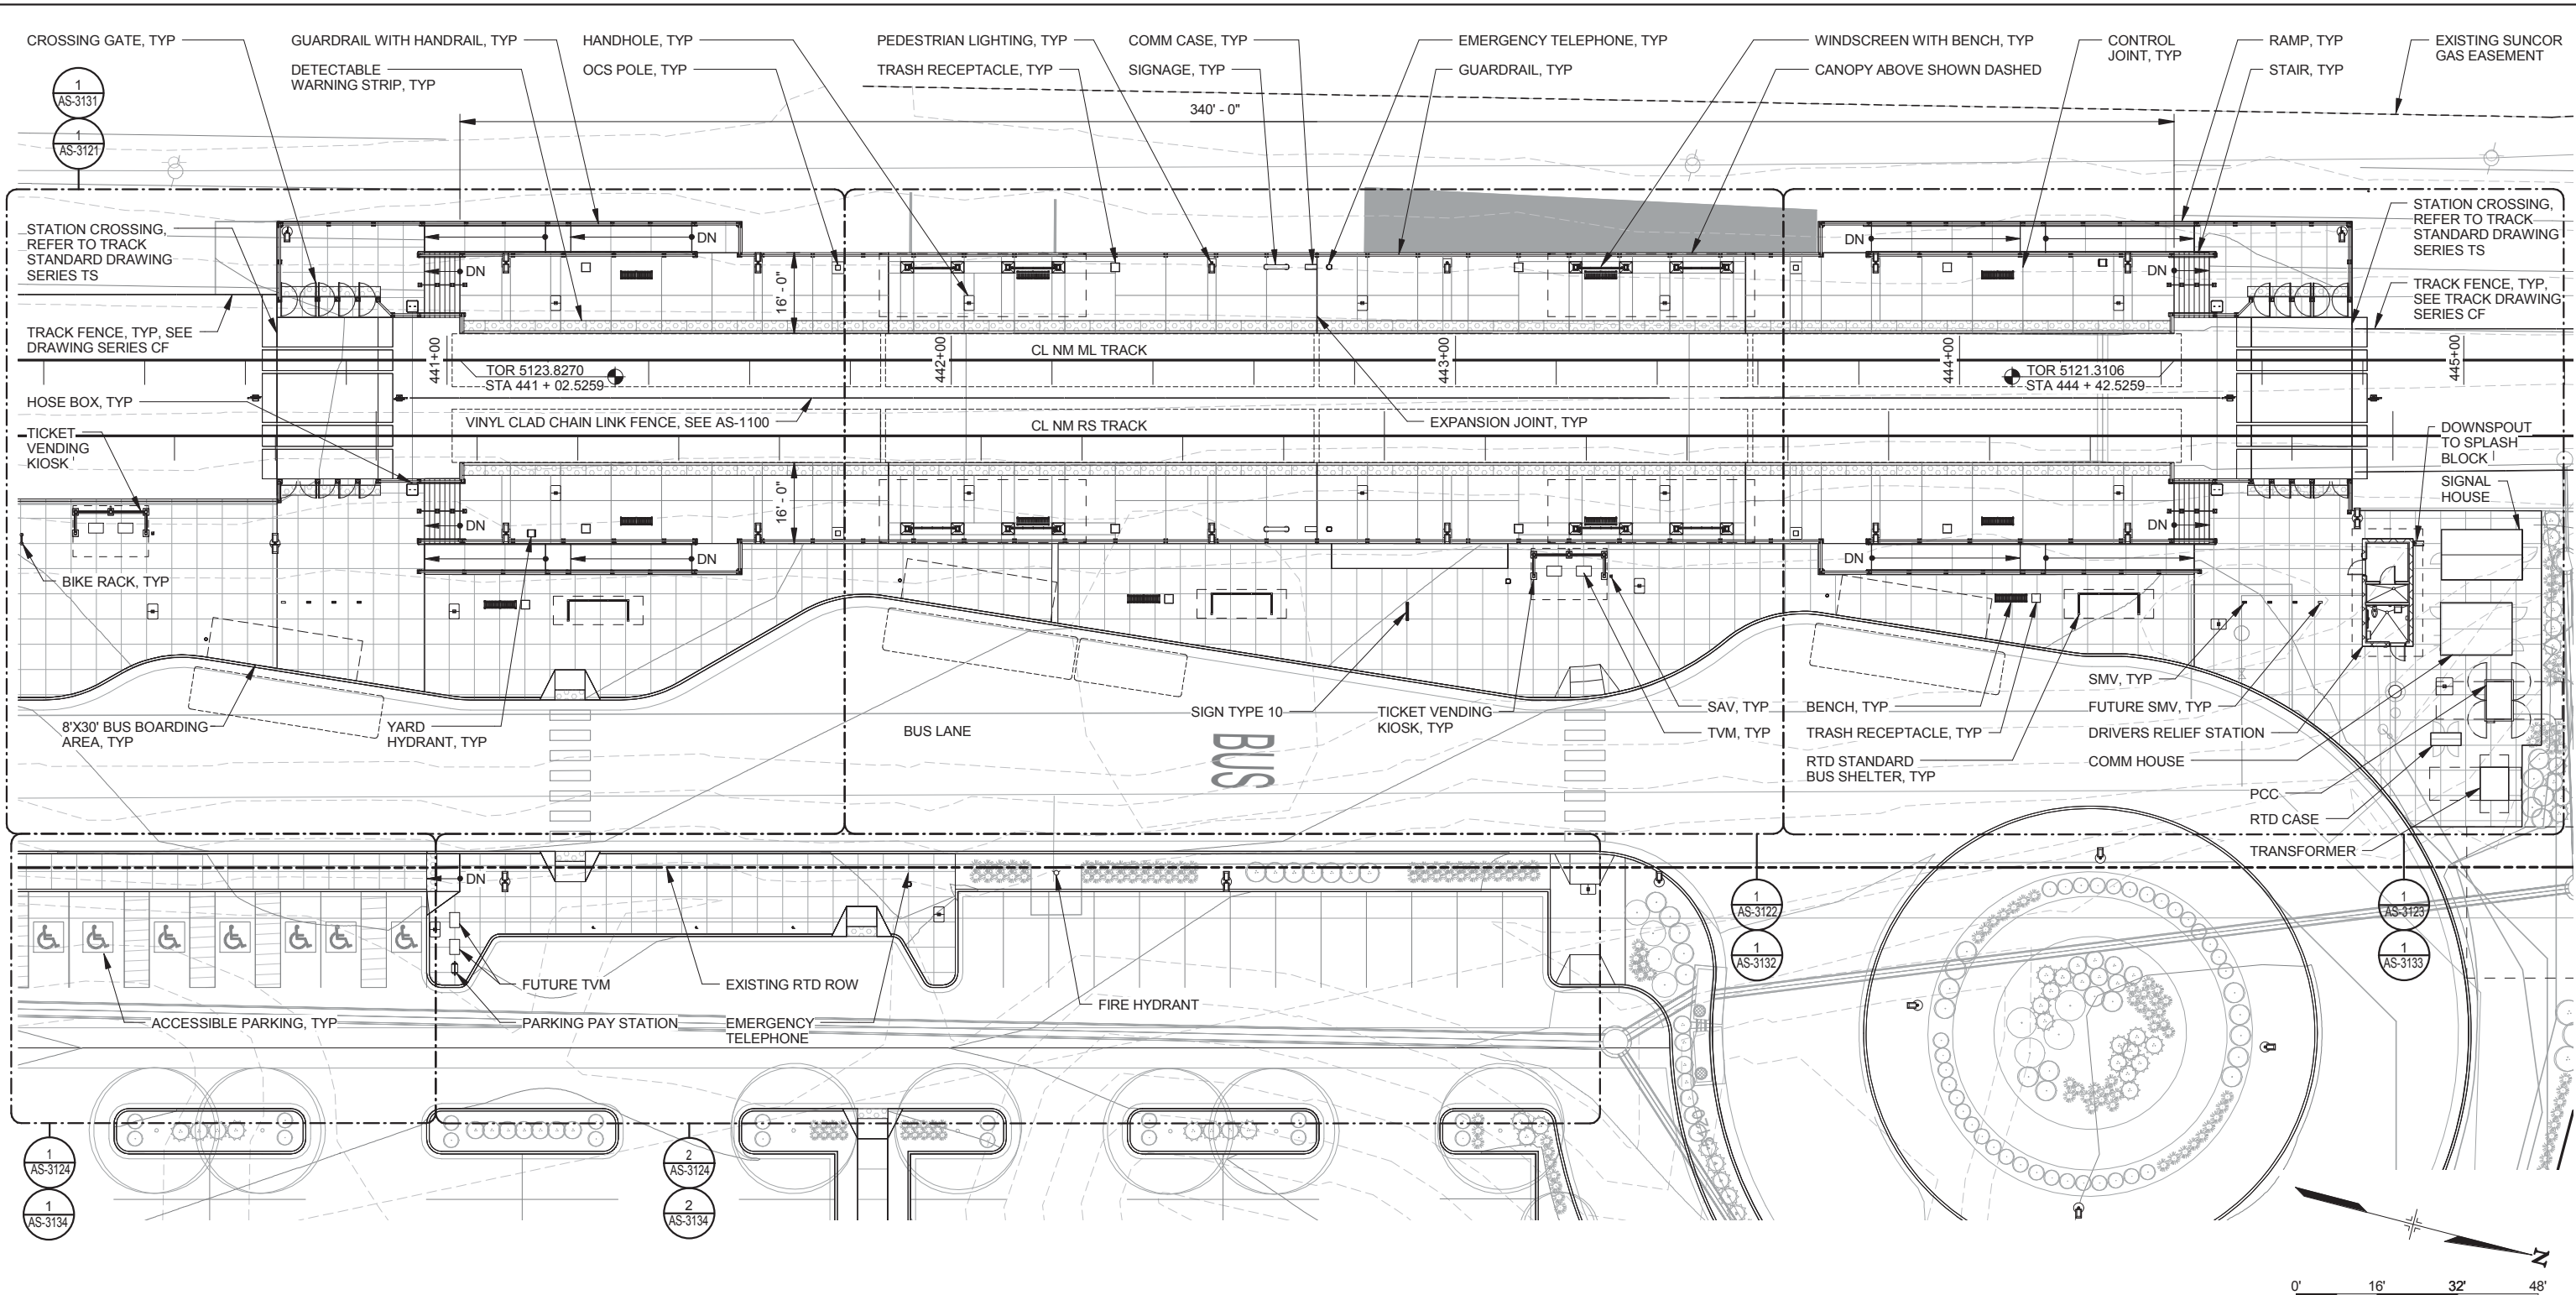 CROSSING GATE, TYP
GUARDRAIL WITH HANDRAIL, TYP
DETECTABLE
WARNING STRIP, TYP
HANDHOLE, TYP
OCS POLE, TYP
PEDESTRIAN LIGHTING, TYP
TRASH RECEPTACLE, TYP
COMM CASE, TYP
SIGNAGE, TYP
EMERGENCY TELEPHONE, TYP
GUARDRAIL, TYP
WINDSCREEN WITH BENCH, TYP
CANOPY ABOVE SHOWN DASHED
CONTROL
JOINT, TYP
RAMP, TYP
STAIR, TYP
EXISTING SUNCOR
GAS EASEMENT
1
AS-3131
1
AS-3121
340' - 0"
STATION CROSSING,
REFER TO TRACK
STANDARD DRAWING
SERIES TS
DN
DN
16' - 0"
DN
DN
STATION CROSSING,
REFER TO TRACK
STANDARD DRAWING
SERIES TS
TRACK FENCE, TYP, SEE
DRAWING SERIES CF
TRACK FENCE, TYP,
SEE TRACK DRAWING
SERIES CF
441+00
442+00
443+00
444+00
445+00
CL NM ML TRACK
TOR 5123.8270
STA 441 + 02.5259
TOR 5121.3106
STA 444 + 42.5259
HOSE BOX, TYP
VINYL CLAD CHAIN LINK FENCE, SEE AS-1100
CL NM RS TRACK
EXPANSION JOINT, TYP
TICKET
VENDING
KIOSK
DOWNSPOUT
TO SPLASH
BLOCK
SIGNAL
HOUSE
16' - 0"
DN
DN
DN
DN
BIKE RACK, TYP
8'X30' BUS BOARDING
AREA, TYP
YARD
HYDRANT, TYP
BUS LANE
SIGN TYPE 10
BUS
TICKET VENDING
KIOSK, TYP
SAV, TYP
TVM, TYP
BENCH, TYP
TRASH RECEPTACLE, TYP
RTD STANDARD
BUS SHELTER, TYP
SMV, TYP
FUTURE SMV, TYP
DRIVERS RELIEF STATION
COMM HOUSE
PCC
RTD CASE
TRANSFORMER
DN
1
AS-3122
1
AS-3132
1
AS-3123
1
AS-3133
FUTURE TVM
EXISTING RTD ROW
FIRE HYDRANT
ACCESSIBLE PARKING, TYP
PARKING PAY STATION
EMERGENCY
TELEPHONE
1
AS-3124
1
AS-3134
2
AS-3124
2
AS-3134
N
0'
16'
32'
48'